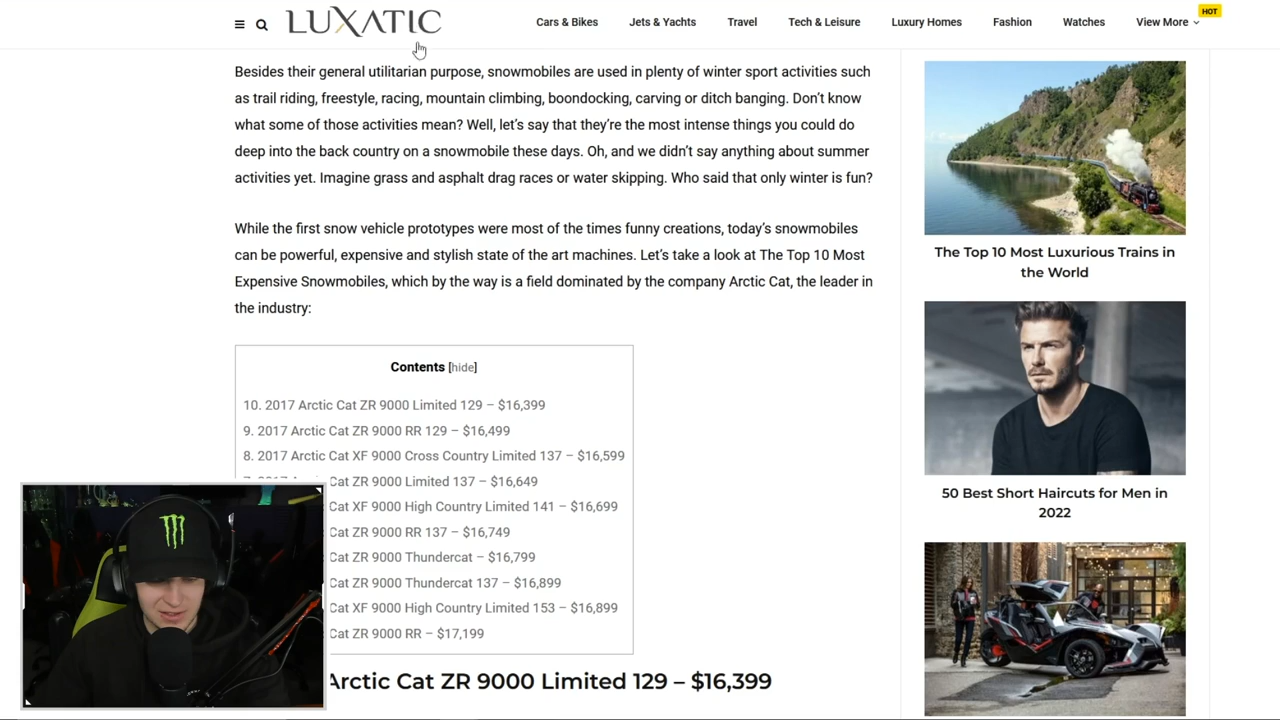 LUXATIC
Cars & Bikes
Jets & Yachts
Travel
Tech & Leisure
Luxury Homes
Fashion
Watches
View More
HOT
Besides their general utilitarian purpose, snowmobiles are used in plenty of winter sport activities such
as trail riding, freestyle, racing, mountain climbing, boondocking, carving or ditch banging. Don't know
what some of those activities mean? Well, let's say that they're the most intense things you could do
deep into the back country on a snowmobile these days. Oh, and we didn't say anything about summer
activities yet. Imagine grass and asphalt drag races or water skipping. Who said that only winter is fun?
While the first snow vehicle prototypes were most of the times funny creations, today's snowmobiles
can be powerful, expensive and stylish state of the art machines. Let's take a look at The Top 10 Most
Expensive Snowmobiles, which by the way is a field dominated by the company Arctic Cat, the leader in
the industry:
Contents [hide]
10. 2017 Arctic Cat ZR 9000 Limited 129 – $16,399
9. 2017 Arctic Cat ZR 9000 RR 129 – $16,499
8. 2017 Arctic Cat XF 9000 Cross Country Limited 137 – $16,599
Cat ZR 9000 Limited 137 – $16,649
Cat XF 9000 High Country Limited 141 – $16,699
Cat ZR 9000 RR 137 – $16,749
Cat ZR 9000 Thundercat – $16,799
Cat ZR 9000 Thundercat 137 – $16,899
Cat XF 9000 High Country Limited 153 – $16,899
Cat ZR 9000 RR – $17,199
Arctic Cat ZR 9000 Limited 129 – $16,399
The Top 10 Most Luxurious Trains in
the World
50 Best Short Haircuts for Men in
2022